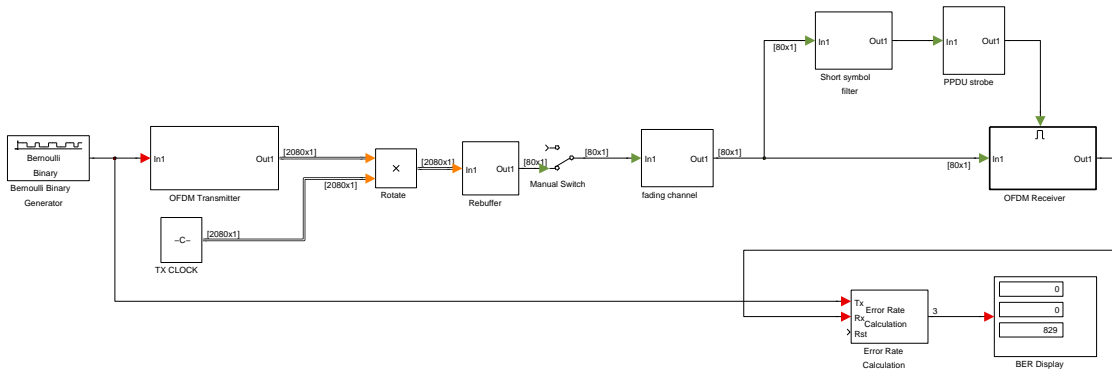 [80x1]
In1
Out1
Short symbol
filter
In1
Out1
PPDU strobe
Bernoulli
Binary
Bernoulli Binary
Generator
In1
Out1
OFDM Transmitter
[2080x1]
[2080x1]
×
Rotate
[2080x1]
In1
Out1
Rebuffer
[80x1]
Manual Switch
[80x1]
In1
Out1
fading channel
[80x1]
[80x1]
In1
Out1
OFDM Receiver
-C-
TX CLOCK
[2080x1]
Tx
Rx
Rst
Error Rate
Calculation
Error Rate
Calculation
3
0
0
829
BER Display